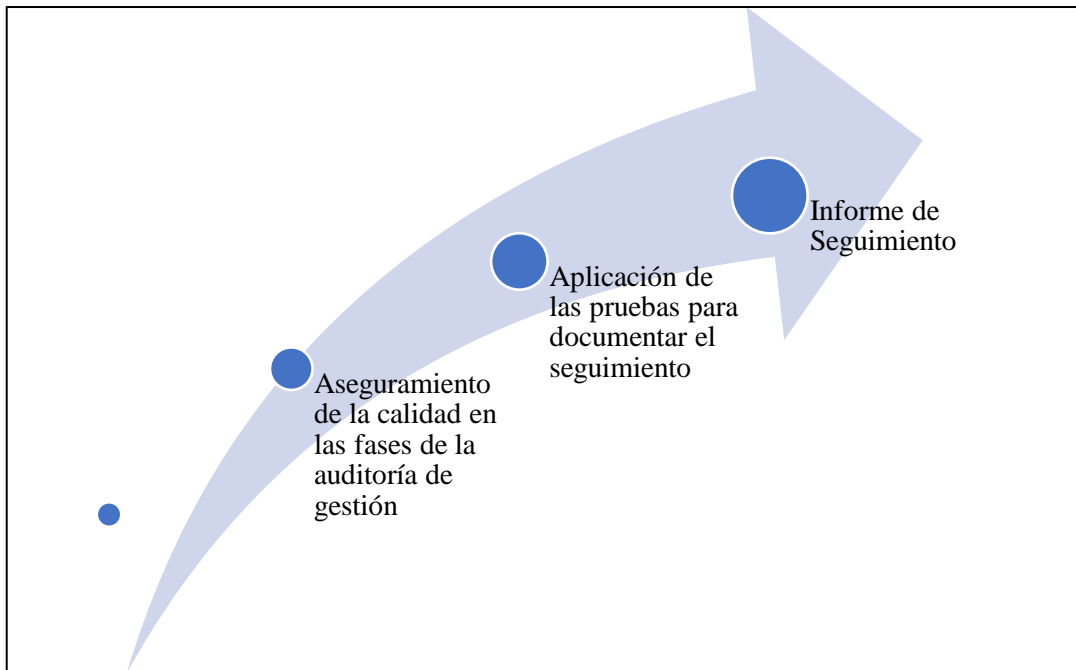 Informe de
Seguimiento
Aplicación de
las pruebas para
documentar el
seguimiento
Aseguramiento
de la calidad en
las fases de la
auditoría de
gestión